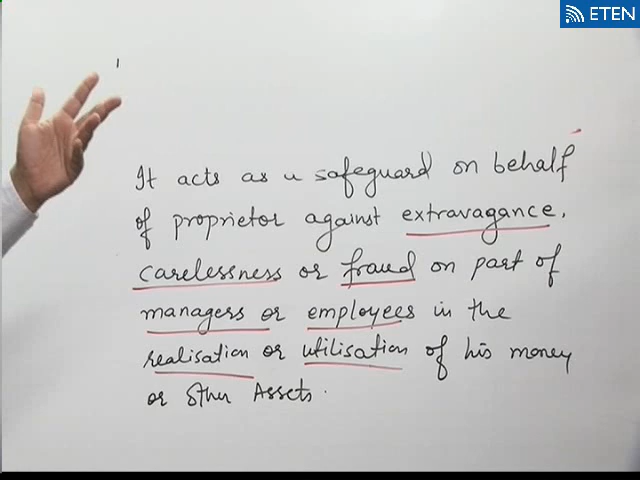 ETEN
It acts as a safeguard on behalf
of proprietor against extravagance,
carelessness or fraud on part of
managers or employees in the
realisation or utilisation of his money
or other Assets.